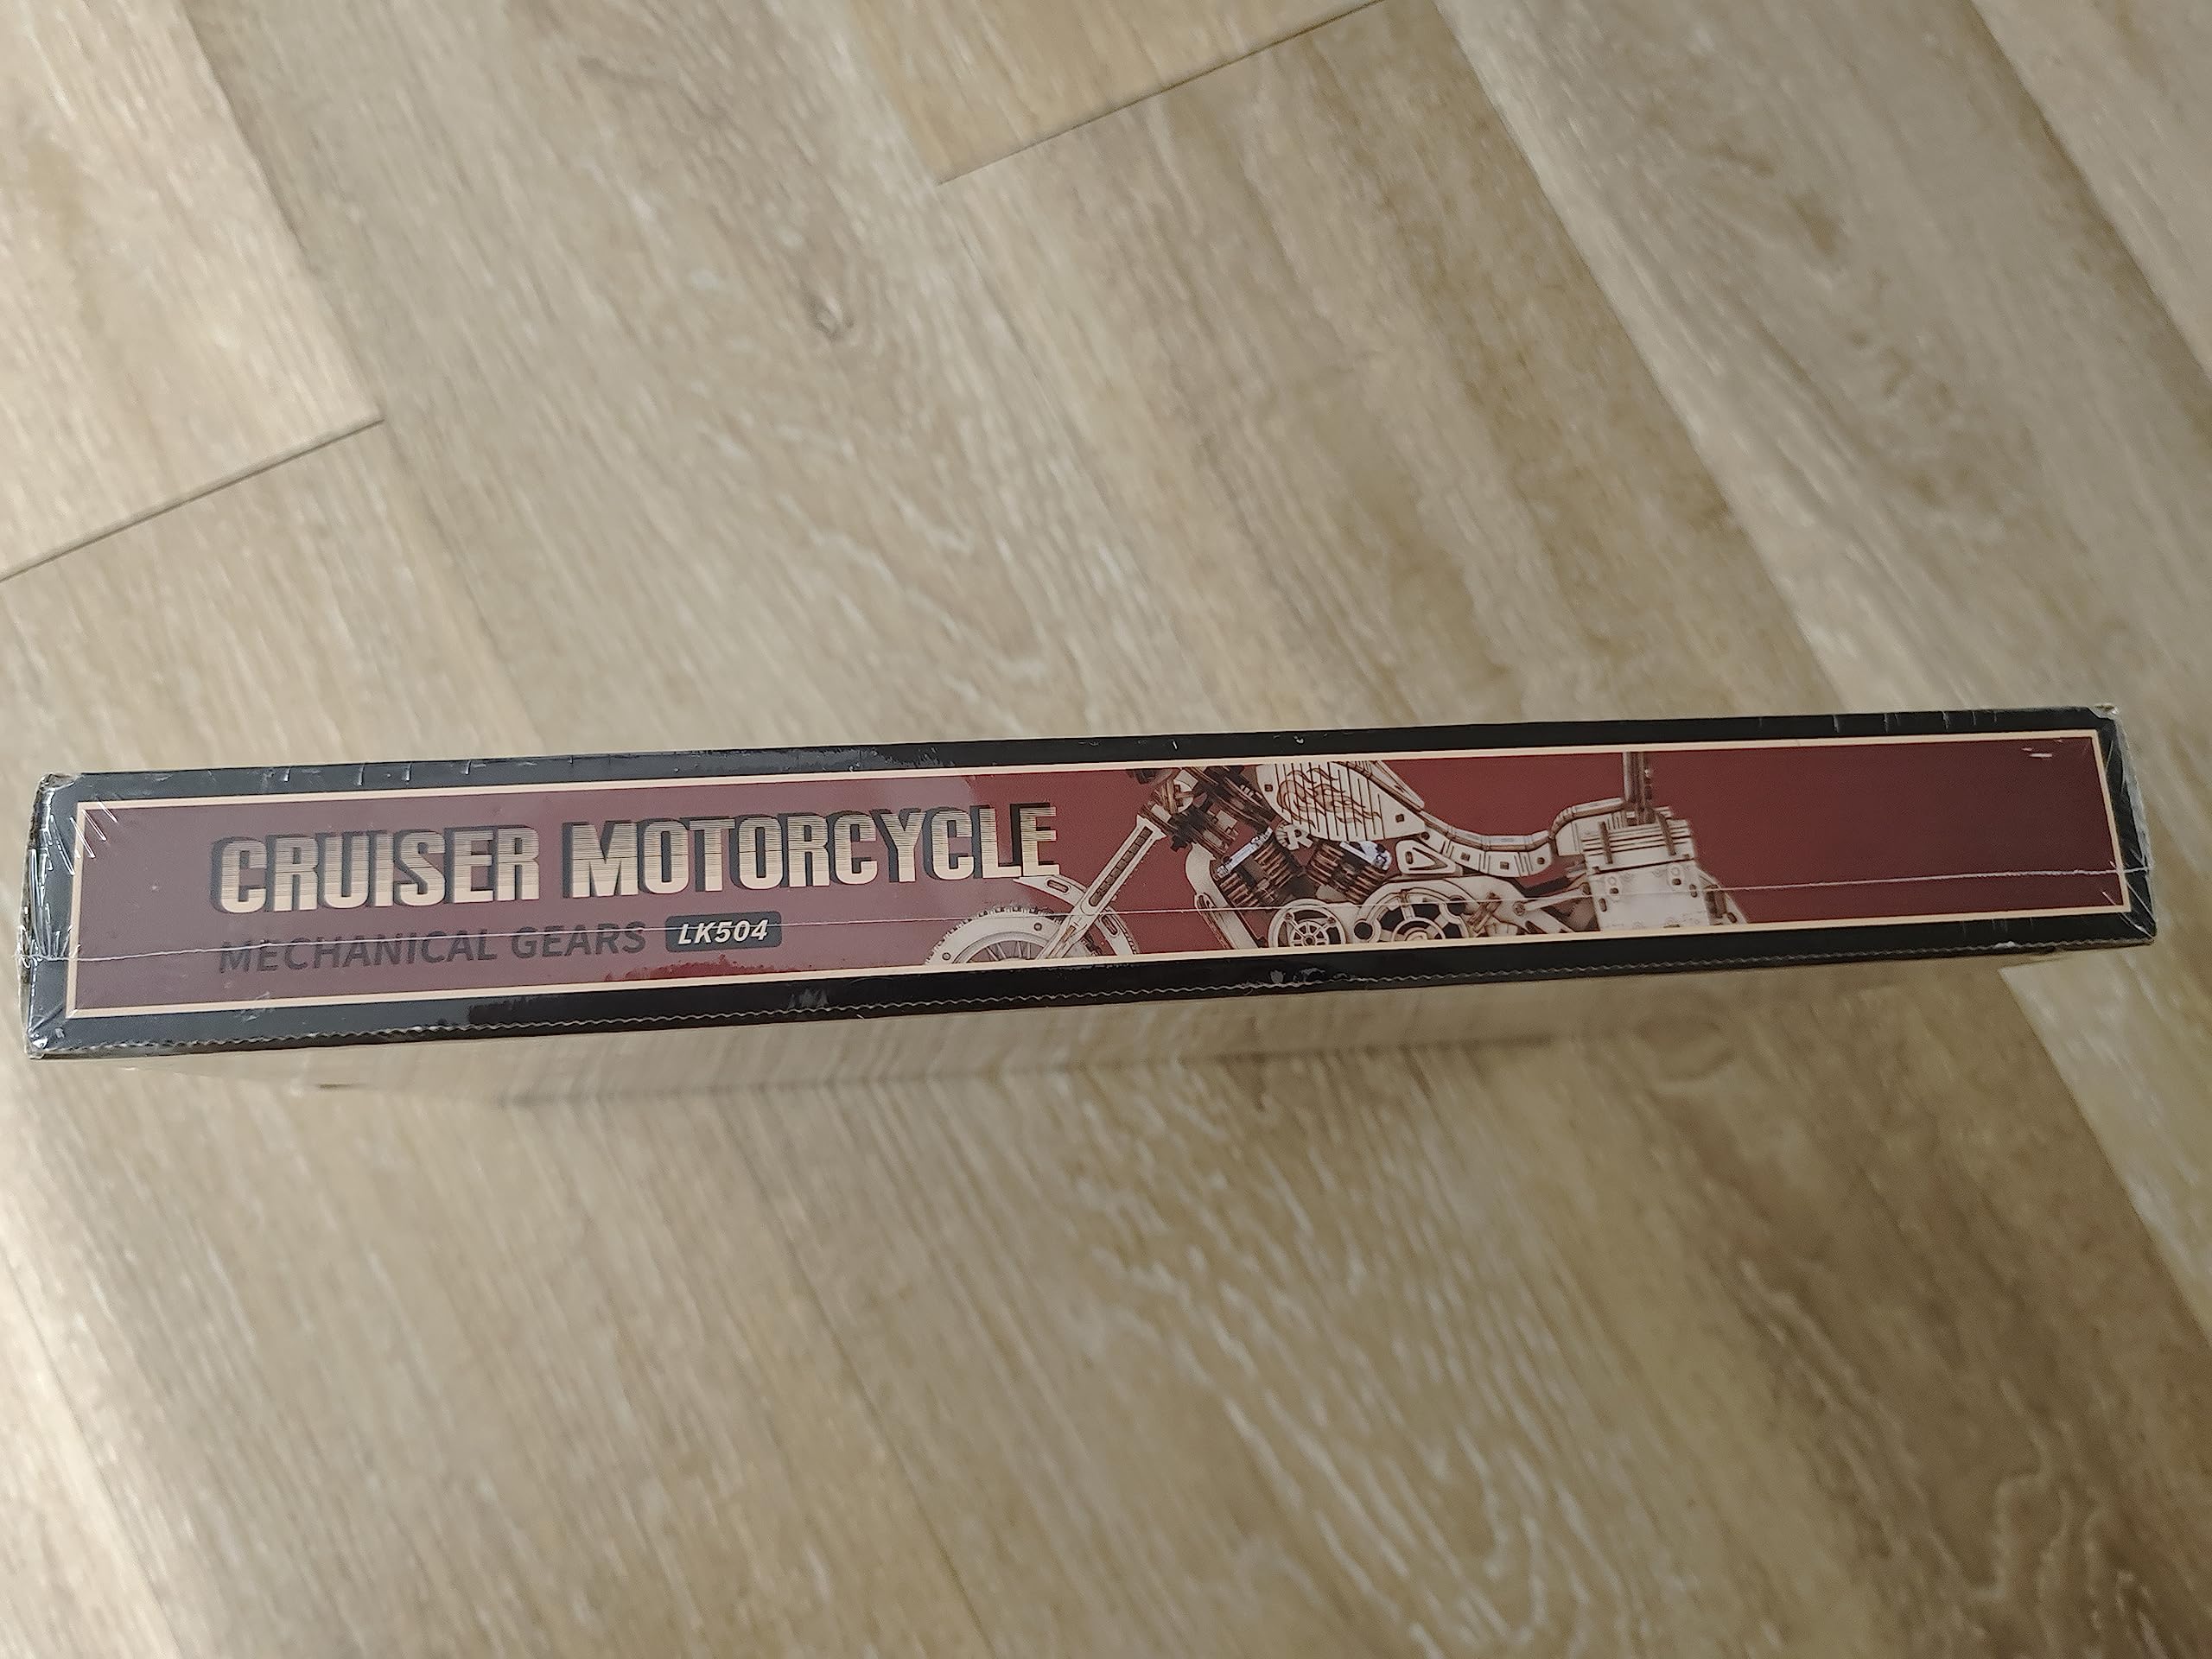 CRUISER MOTORCYCLE
MECHANICAL GEARS LK504